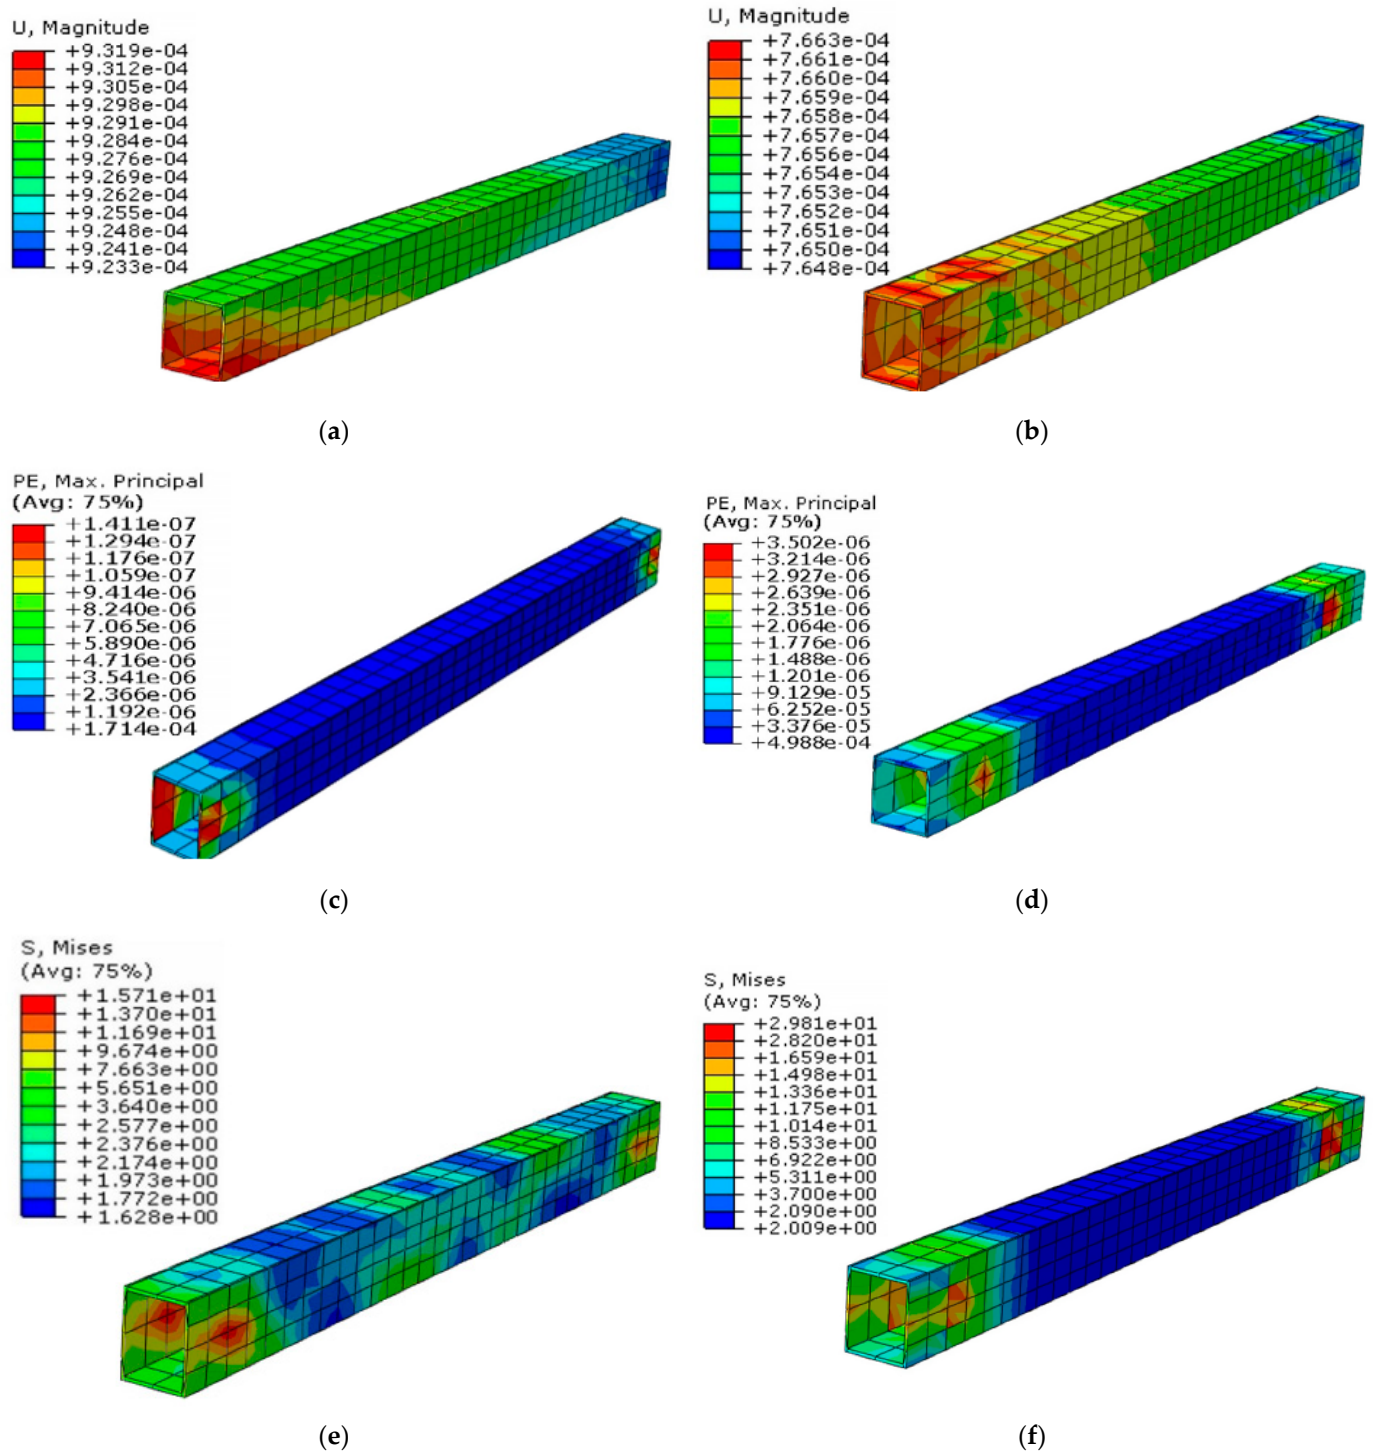 U, Magnitude
+9.319e-04
+9.312e-04
+9.305e-04
+9.298e-04
+9.291e-04
+9.284e-04
+9.276e-04
+9.269e-04
+9.262e-04
+9.255e-04
+9.248e-04
+9.241e-04
+9.233e-04
(a)
U, Magnitude
+7.663e-04
+7.661e-04
+7.660e-04
+7.659e-04
+7.658e-04
+7.657e-04
+7.656e-04
+7.654e-04
+7.653e-04
+7.652e-04
+7.651e-04
+7.650e-04
+7.648e-04
(b)
PE, Max. Principal
(Avg: 75%)
+1.411e-07
+1.294e-07
+1.176e-07
+1.059e-07
+9.414e-06
+8.240e-06
+7.065e-06
+5.890e-06
+4.716e-06
+3.541e-06
+2.366e-06
+1.192e-06
+1.714e-04
(c)
PE, Max. Principal
(Avg: 75%)
+3.502e-06
+3.214e-06
+2.927e-06
+2.639e-06
+2.351e-06
+2.064e-06
+1.776e-06
+1.488e-06
+1.201e-06
+9.129e-05
+6.252e-05
+3.376e-05
+4.988e-04
(d)
S, Mises
(Avg: 75%)
+1.571e+01
+1.370e+01
+1.169e+01
+9.674e+00
+7.663e+00
+5.651e+00
+3.640e+00
+2.577e+00
+2.376e+00
+2.174e+00
+1.973e+00
+1.772e+00
+1.628e+00
(e)
S, Mises
(Avg: 75%)
+2.981e+01
+2.820e+01
+1.659e+01
+1.498e+01
+1.336e+01
+1.175e+01
+1.014e+01
+8.533e+00
+6.922e+00
+5.311e+00
+3.700e+00
+2.090e+00
+2.009e+00
(f)